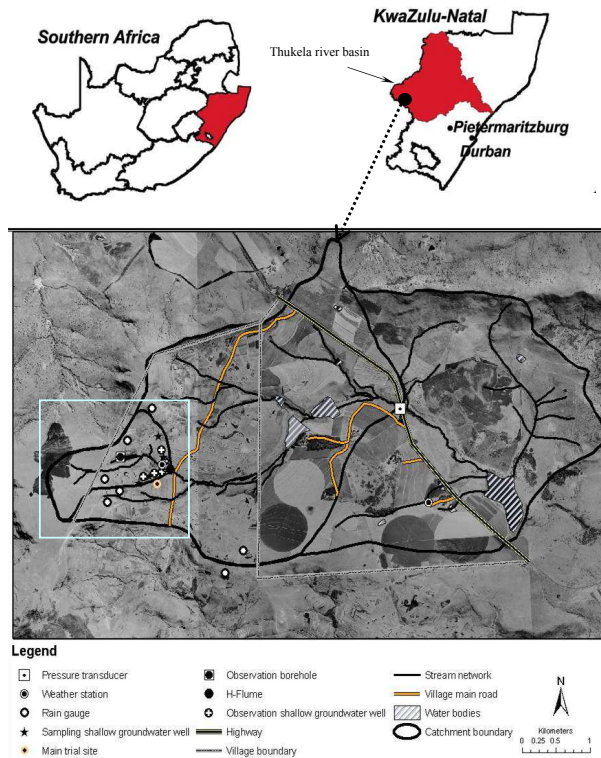 Southern Africa
KwaZulu-Natal
Thukela river basin
Pietermaritzburg
Durban
Legend
Pressure transducer
Weather station
Rain gauge
Sampling shallow groundwater well
Main trial site
Observation borehole
H-Flume
Observation shallow groundwater well
Highway
Village boundary
Stream network
Village main road
Water bodies
Catchment boundary
N
Kilometers
0 0.25 0.5 1